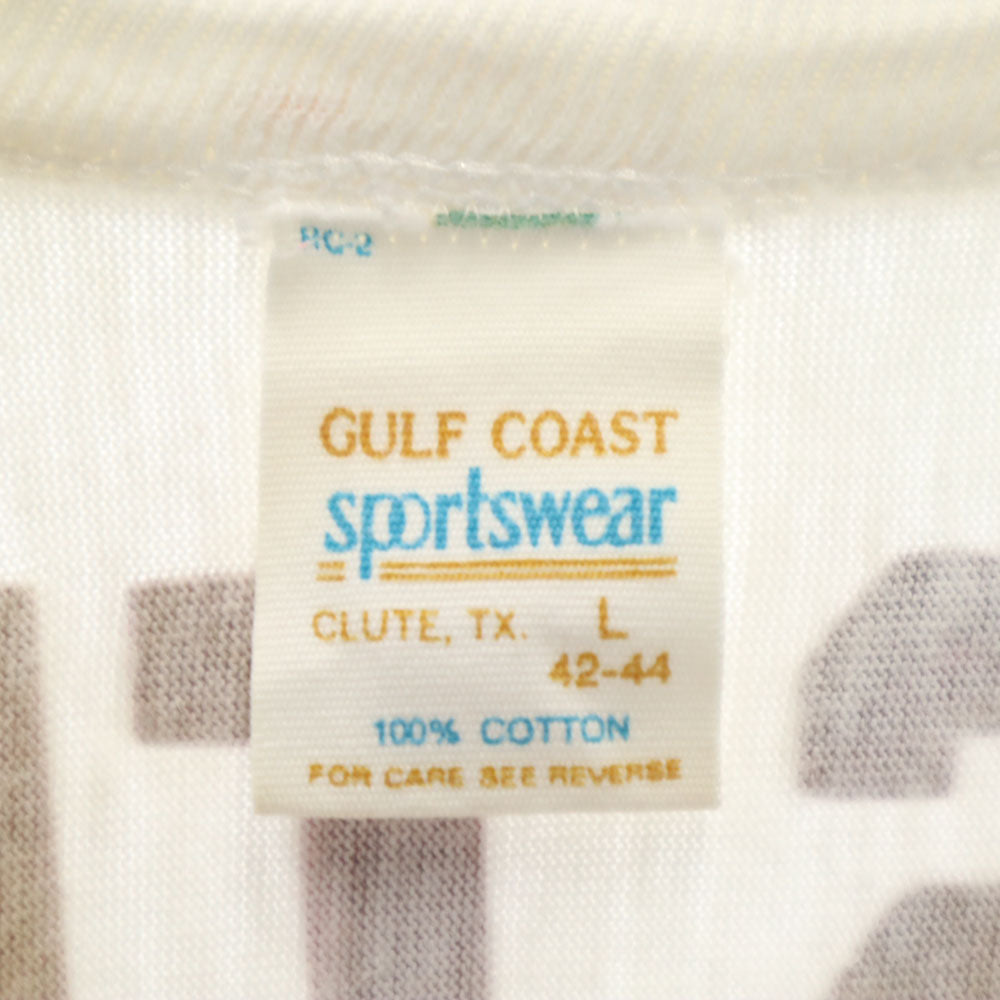 RC-2
GULF COAST
sportswear
CLUTE, TX. L
42-44
100% COTTON
FOR CARE SEE REVERSE